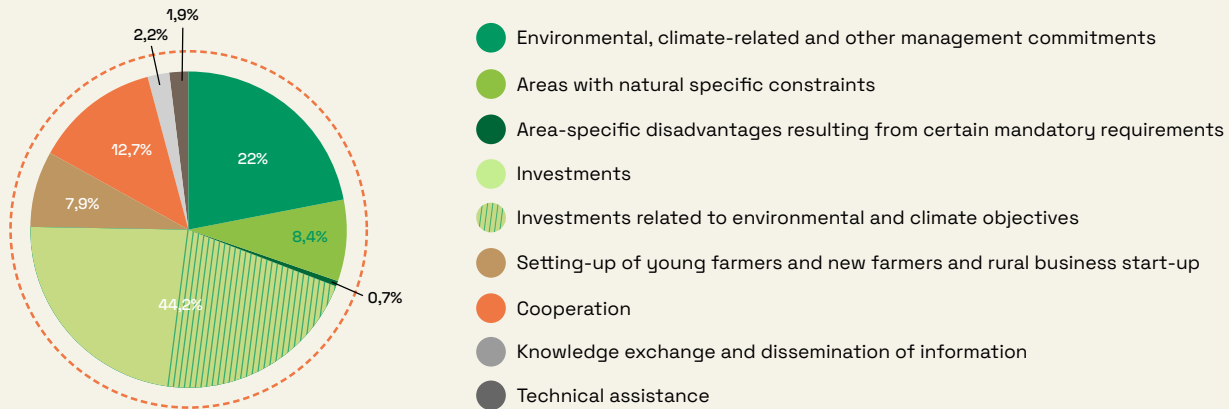 1,9%
2,2%
12,7%
22%
7,9%
8,4%
44,2%
0,7%
Environmental, climate-related and other management commitments
Areas with natural specific constraints
Area-specific disadvantages resulting from certain mandatory requirements
Investments
Investments related to environmental and climate objectives
Setting-up of young farmers and new farmers and rural business start-up
Cooperation
Knowledge exchange and dissemination of information
Technical assistance